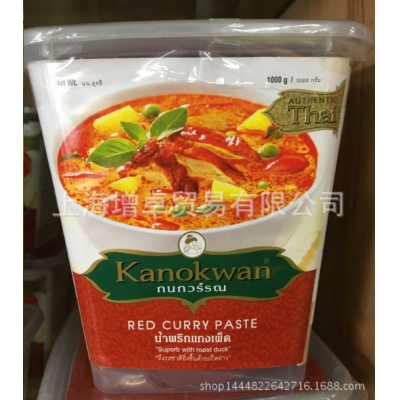 Net Wt. นน.สุทธิ
1000 g / 1000 กรัม
AUTHENTIC
Thai
上海增卓贸易有限公司
Kanokwan®
กนกวรรณ
RED CURRY PASTE
น้ำพริกแกงเผ็ด
"Superb with roast duck"
shop1444822642716.1688.com